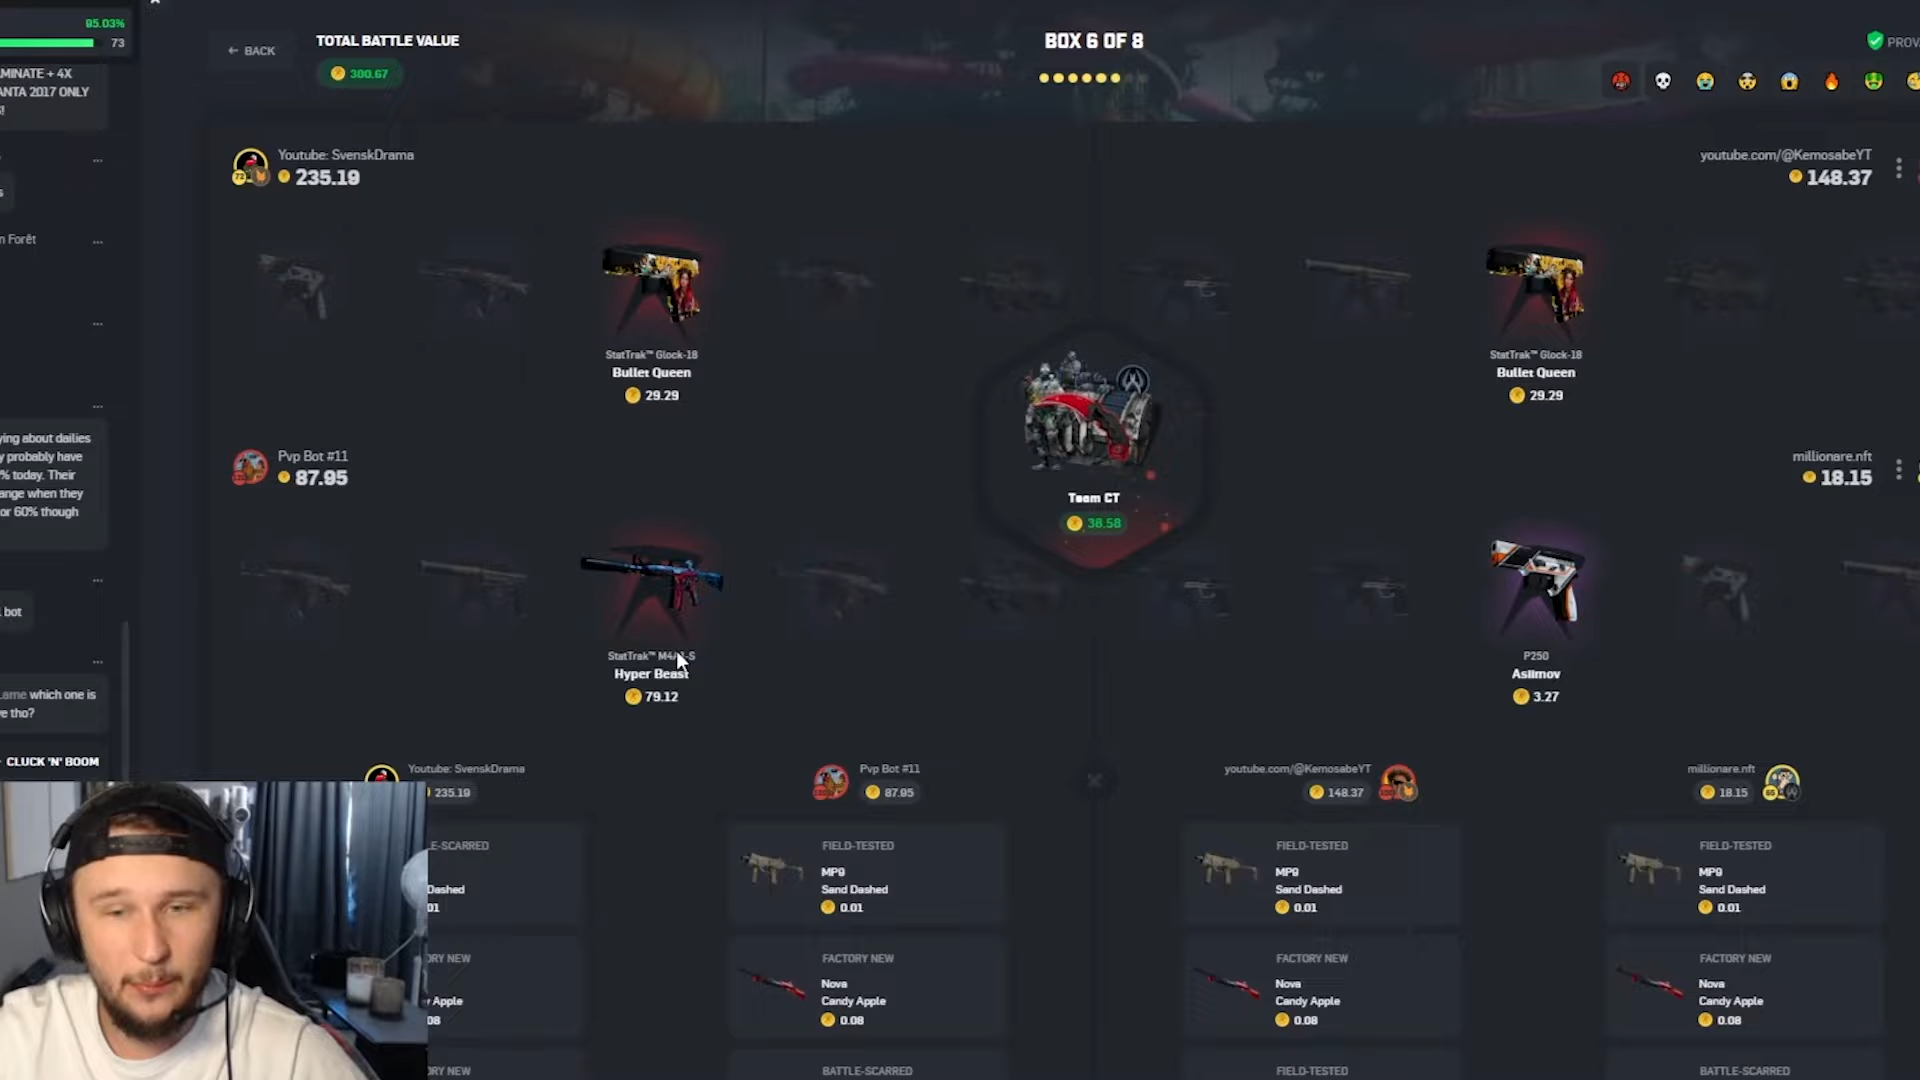 95.03%
73
MINATE + 4X
ANTA 2017 ONLY
BACK
TOTAL BATTLE VALUE
300.67
BOX 6 OF 8
PROV
Youtube: SvenskDrama
72
235.19
youtube.com/@KemosabeYT
148.37
n Forêt
StatTrak™ Glock-18
Bullet Queen
29.29
StatTrak™ Glock-18
Bullet Queen
29.29
ying about dailies
y probably have
% today. Their
ange when they
or 60% though
Pvp Bot #11
87.95
millionare.nft
18.15
Team CT
38.58
bot
StatTrak™ M4A1-S
Hyper Beast
79.12
P250
Asiimov
3.27
Lame which one is
ve tho?
CLUCK 'N' BOOM
Youtube: SvenskDrama
235.19
Pvp Bot #11
87.95
youtube.com/@KemosabeYT
148.37
millionare.nft
18.15
E-SCARRED
Dashed
01
FIELD-TESTED
MP9
Sand Dashed
0.01
FIELD-TESTED
MP9
Sand Dashed
0.01
FIELD-TESTED
MP9
Sand Dashed
0.01
ORY NEW
y Apple
08
FACTORY NEW
Nova
Candy Apple
0.08
FACTORY NEW
Nova
Candy Apple
0.08
FACTORY NEW
Nova
Candy Apple
0.08
ORY NEW
BATTLE-SCARRED
FIELD-TESTED
BATTLE-SCARRED